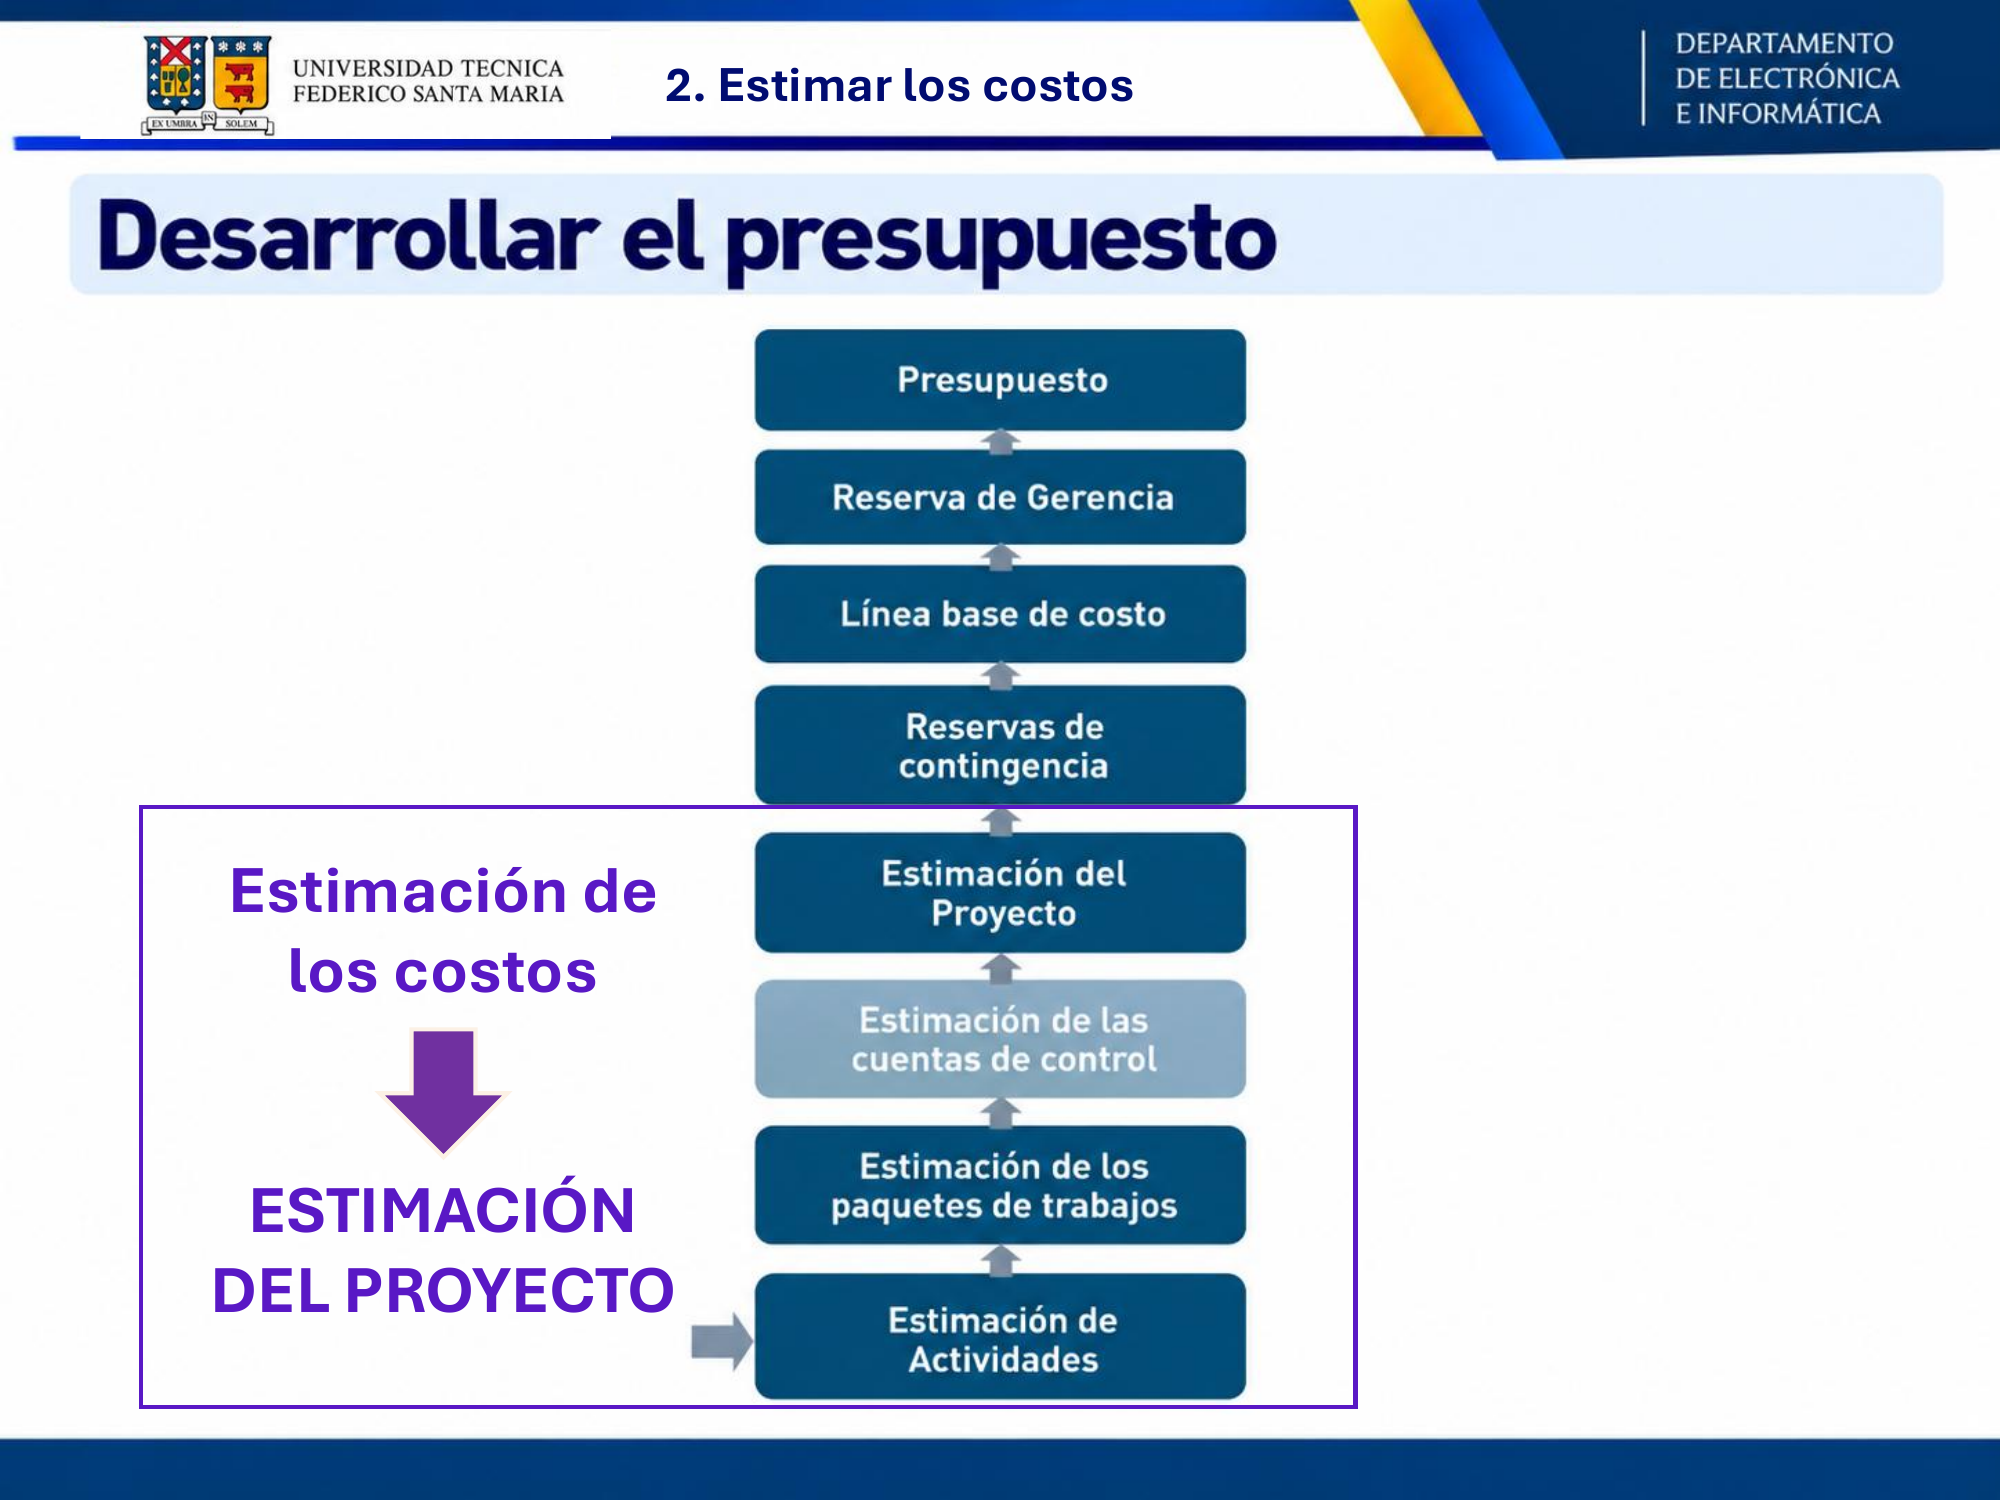 EX UMBRA IN SOLEM
UNIVERSIDAD TECNICA
FEDERICO SANTA MARIA
2. Estimar los costos
DEPARTAMENTO
DE ELECTRÓNICA
E INFORMÁTICA
Desarrollar el presupuesto
Presupuesto
Reserva de Gerencia
Línea base de costo
Reservas de
contingencia
Estimación del
Proyecto
Estimación de las
cuentas de control
Estimación de los
paquetes de trabajos
Estimación de
Actividades
Estimación de
los costos
ESTIMACIÓN
DEL PROYECTO